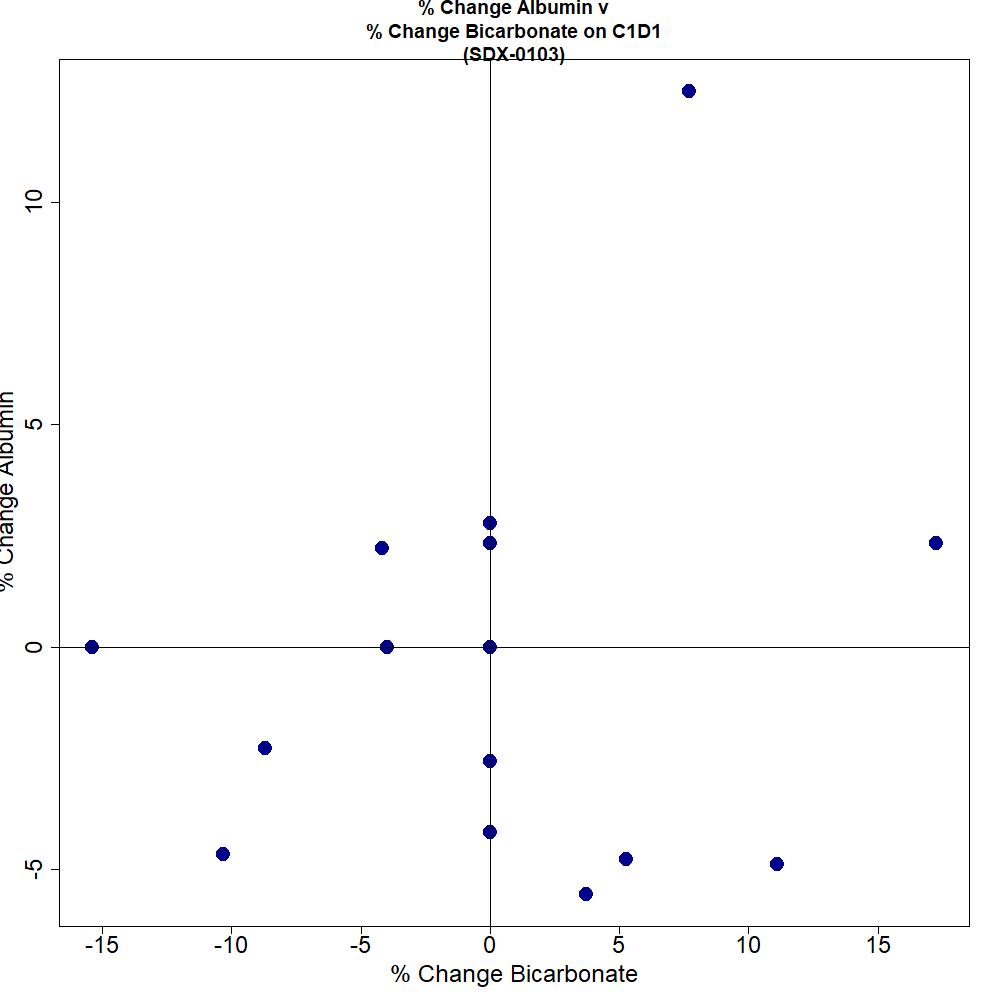 % Change Albumin v
% Change Bicarbonate on C1D1
(SDX-0103)
% Change Albumin
10
5
0
-5
-15
-10
-5
0
5
10
15
% Change Bicarbonate